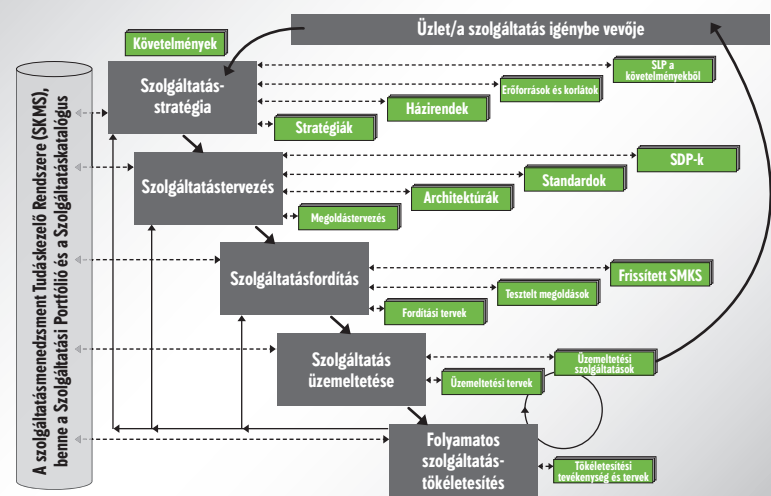 Üzlet/a szolgáltatás igénybe vevője
Követelmények
A szolgáltatásmenedzsment Tudáskezelő Rendszere (SKMS),
benne a Szolgáltatási Portfólió és a Szolgáltatáskatalógus
Szolgáltatás-
stratégia
SLP a
követelményekből
Erőforrások és korlátok
Házirendek
Stratégiák
Szolgáltatástervezés
SDP-k
Standardok
Architektúrák
Megoldástervezés
Szolgáltatásfordítás
Frissített SMKS
Tesztelt megoldások
Fordítási tervek
Szolgáltatás
üzemeltetése
Üzemeltetési
szolgáltatások
Üzemeltetési tervek
Folyamatos
szolgáltatás-
tökéletesítés
Tökéletesítési
tevékenység és tervek